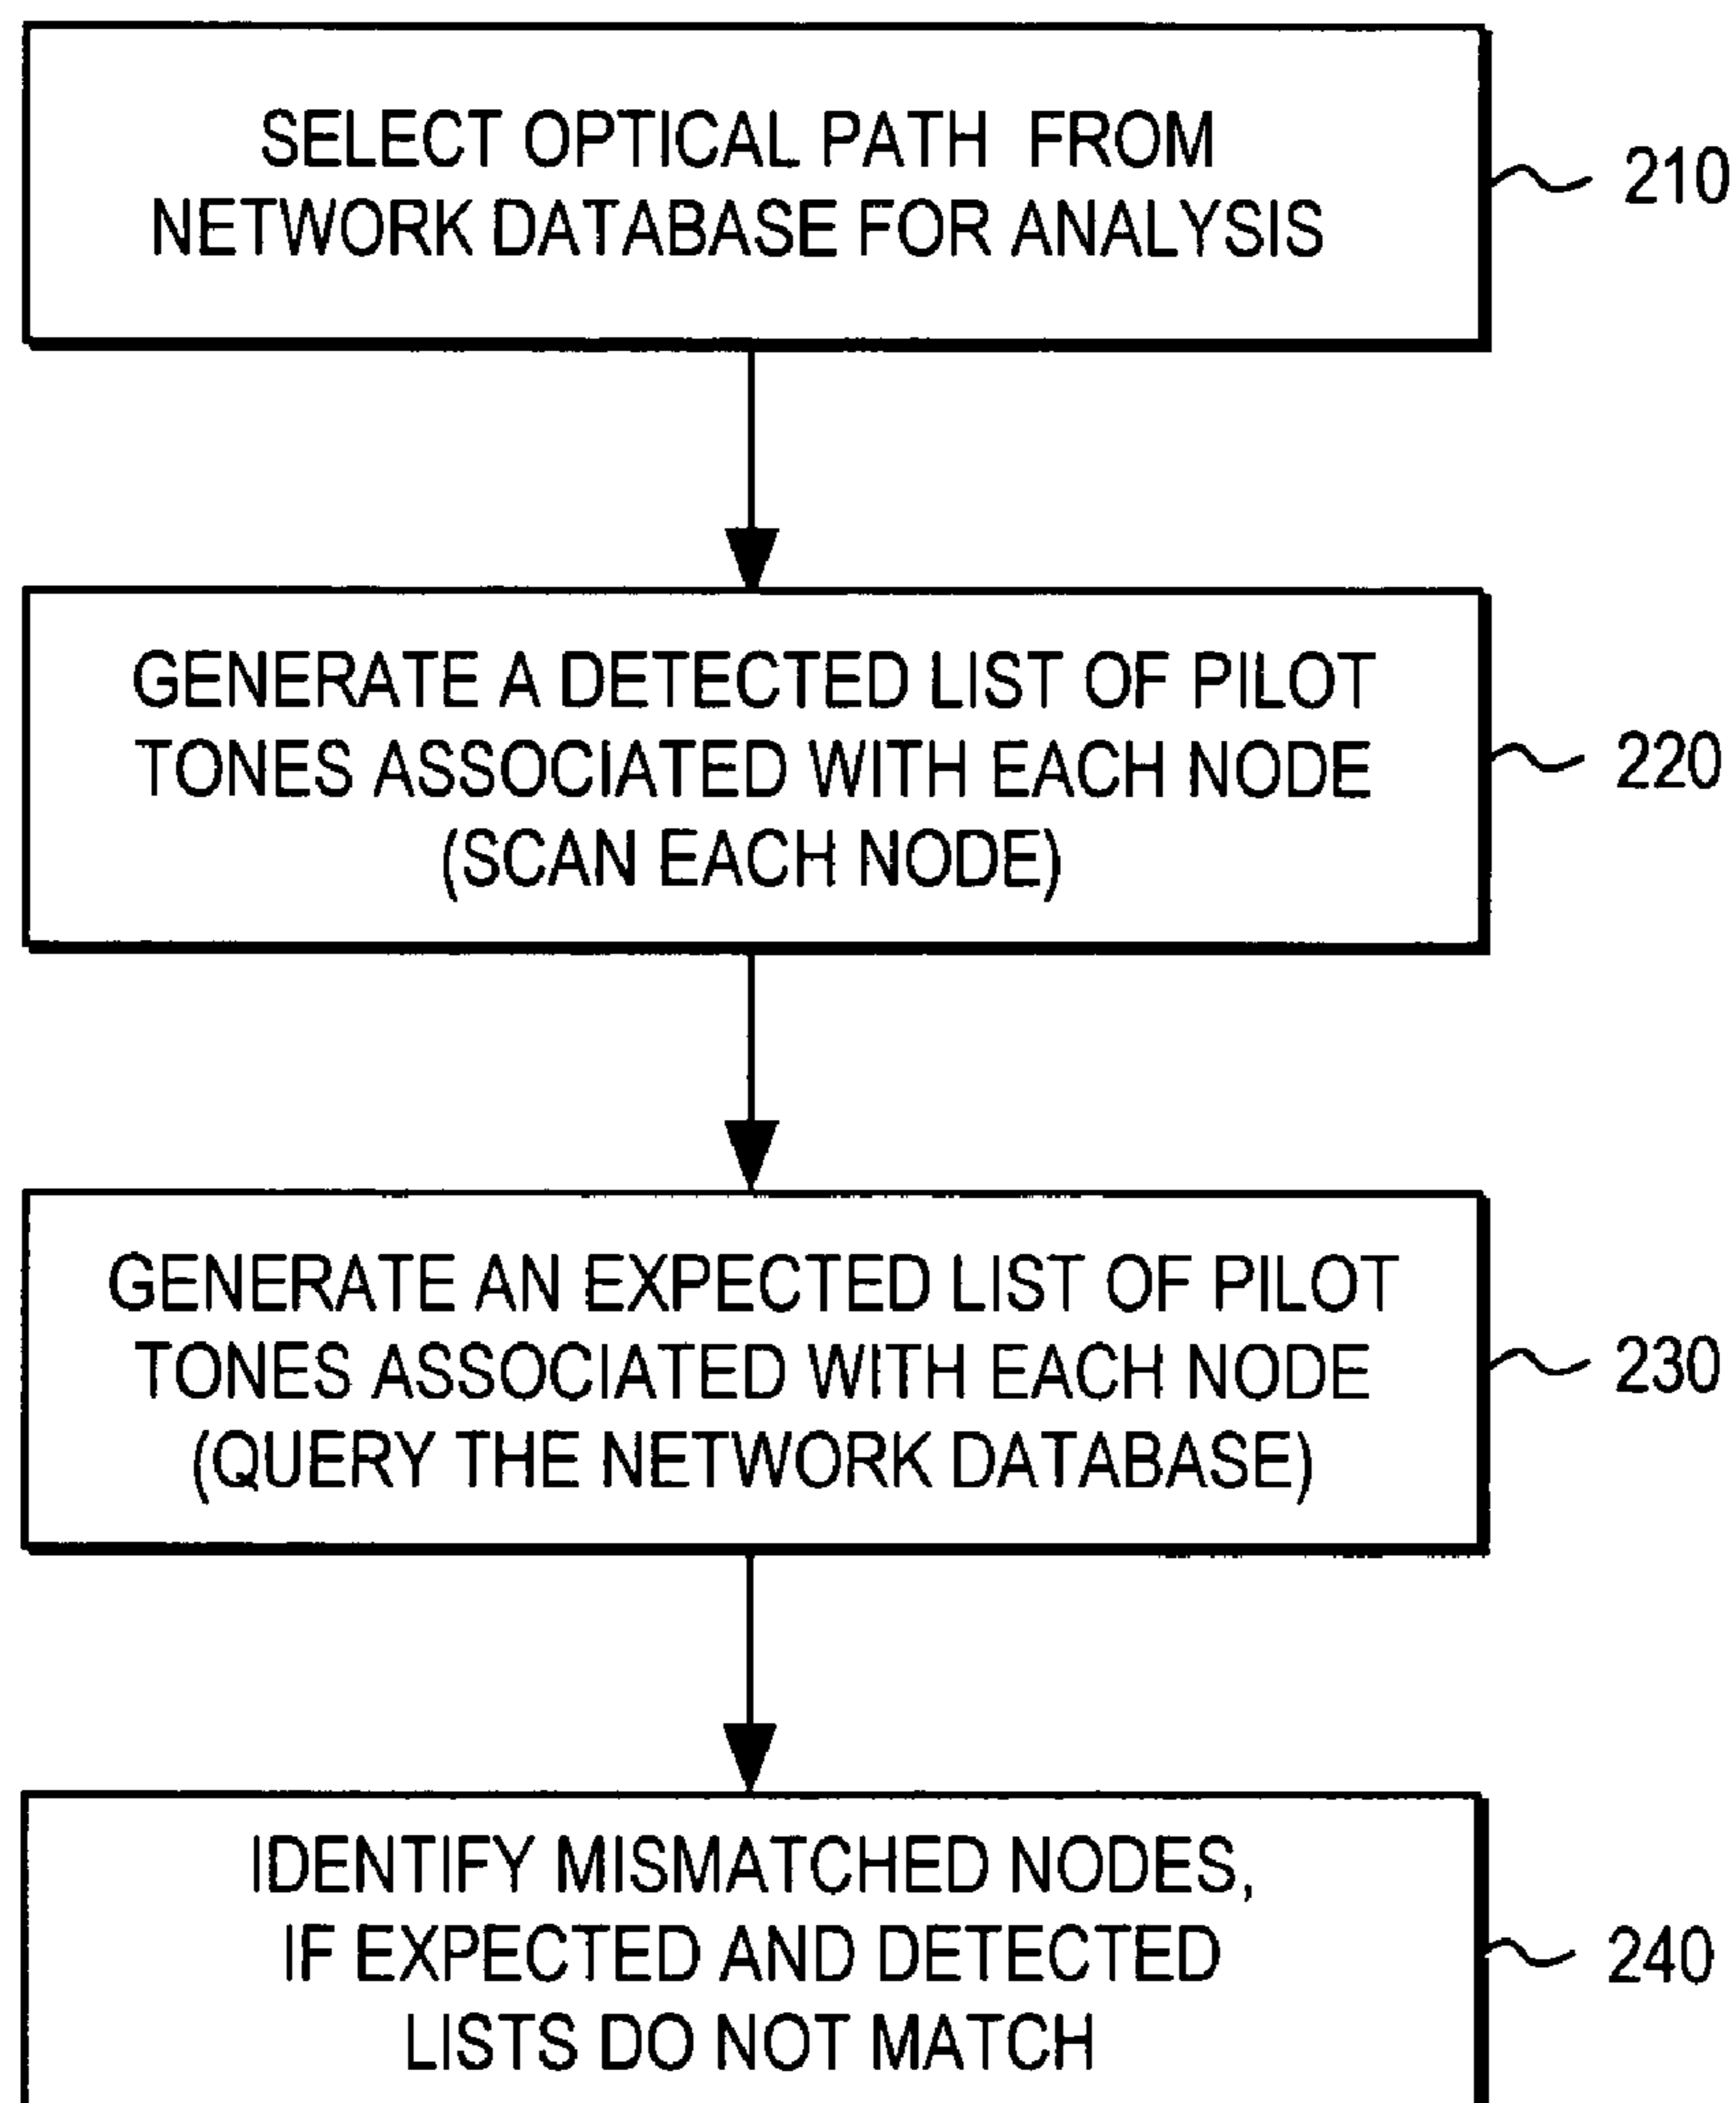 SELECT OPTICAL PATH FROM
NETWORK DATABASE FOR ANALYSIS
210
GENERATE A DETECTED LIST OF PILOT
TONES ASSOCIATED WITH EACH NODE
(SCAN EACH NODE)
220
GENERATE AN EXPECTED LIST OF PILOT
TONES ASSOCIATED WITH EACH NODE
(QUERY THE NETWORK DATABASE)
230
IDENTIFY MISMATCHED NODES,
IF EXPECTED AND DETECTED
LISTS DO NOT MATCH
240